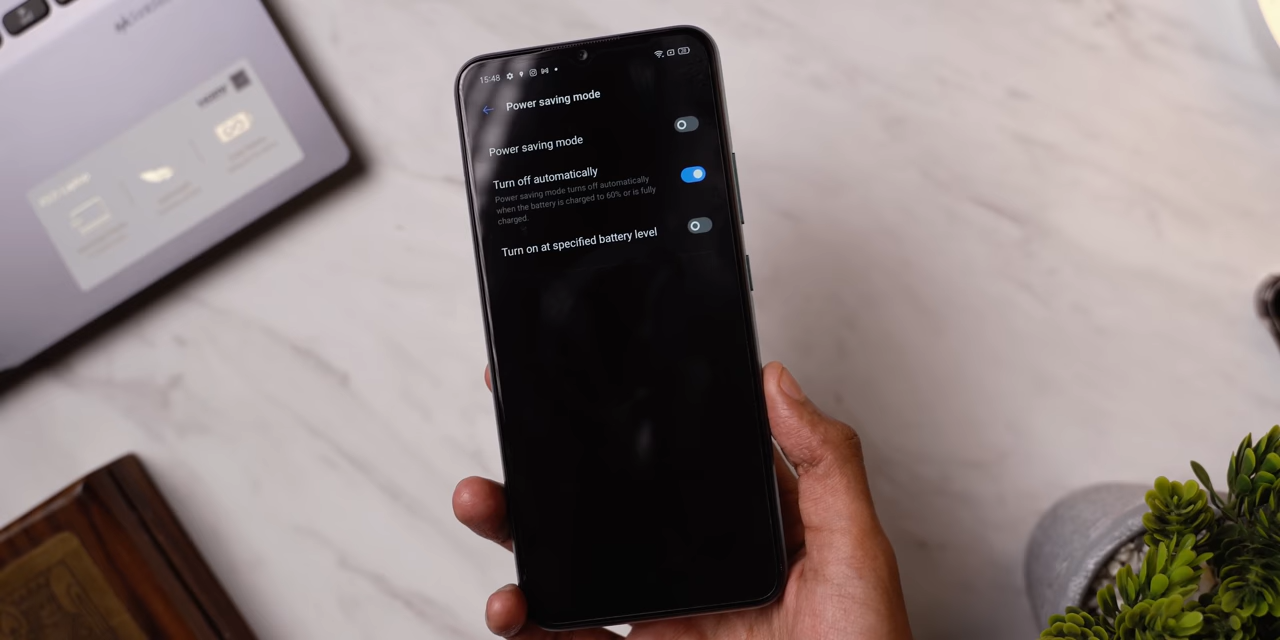 15:48
Power saving mode
Power saving mode
Turn off automatically
Power saving mode turns off automatically
when the battery is charged to 60% or is fully
charged.
Turn on at specified battery level